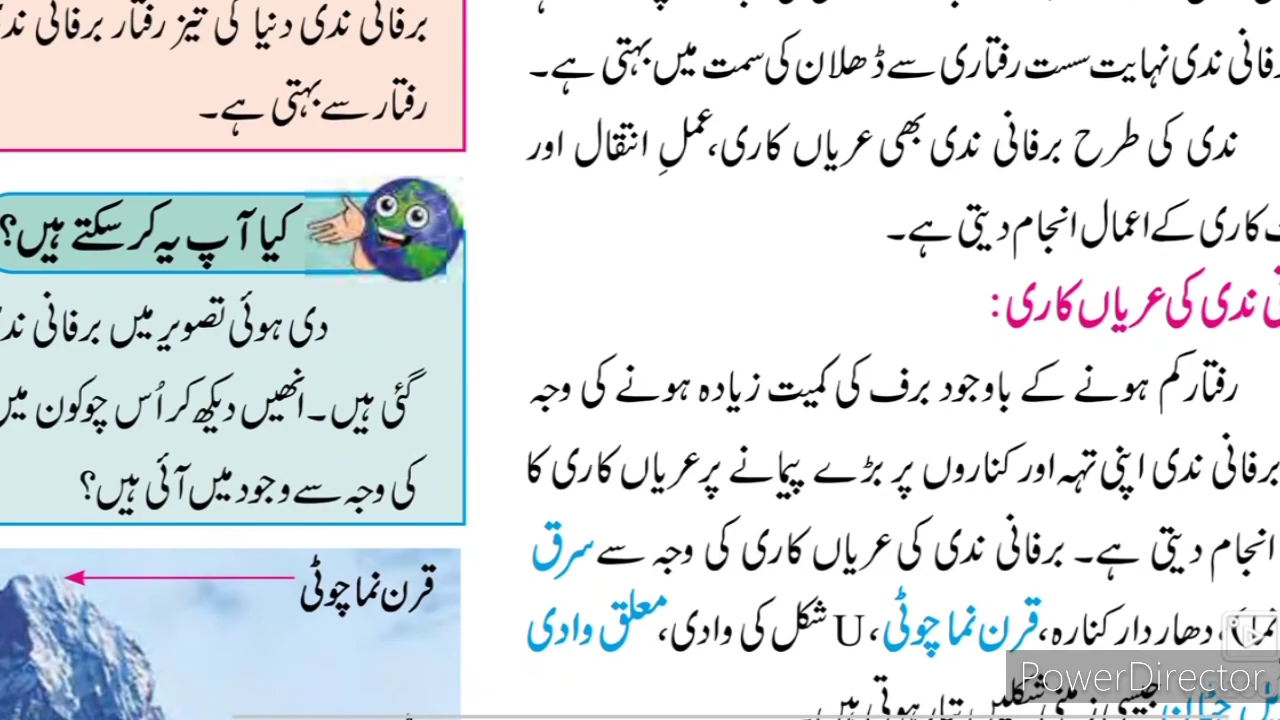 فانی ندی نہایت سست رفتاری سے ڈھلان کی سمت میں بہتی ہے۔
ندی کی طرح برفانی ندی بھی عریاں کاری، عملِ انتقال اور
کاری کے اعمال انجام دیتی ہے۔
ندی کی عریاں کاری:
رفتار کم ہونے کے باوجود برف کی کمیت زیادہ ہونے کی وجہ
برفانی ندی اپنی تہہ اور کناروں پر بڑے پیمانے پر عریاں کاری کا
انجام دیتی ہے۔ برفانی ندی کی عریاں کاری کی وجہ سے سرق
دھار دار کنارہ، قرن نما چوٹی، U شکل کی وادی، معلق وادی
جیسی زمینی شکلیں تیار ہوتی ہیں۔
برفانی ندی دنیا کی تیز رفتار برفانی
رفتار سے بہتی ہے۔
کیا آپ یہ کر سکتے ہیں؟
دی ہوئی تصویر میں برفانی
گئی ہیں۔ انھیں دیکھ کر اُس چوکون میں
کی وجہ سے وجود میں آئی ہیں؟
قرن نما چوٹی
PowerDirector